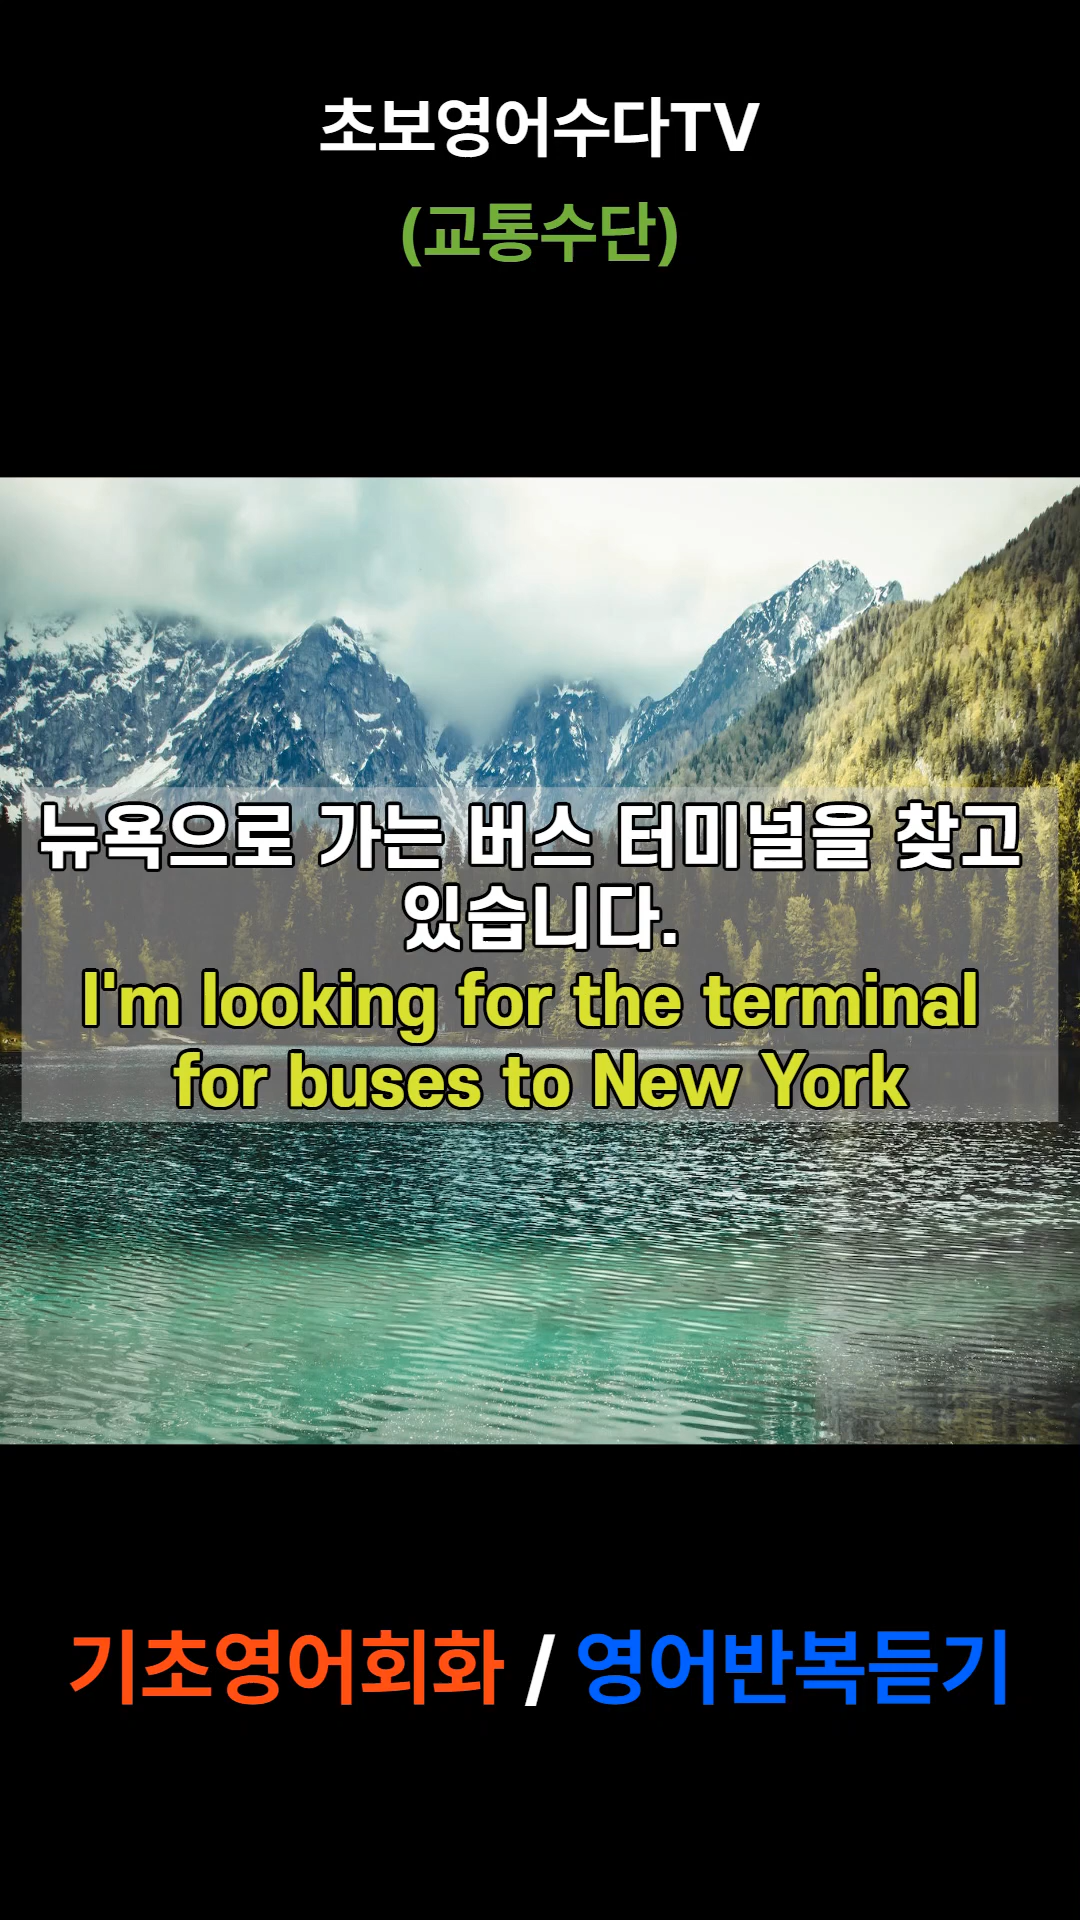 초보영어수다TV
(교통수단)
뉴욕으로 가는 버스 터미널을 찾고
있습니다.
I'm looking for the terminal
for buses to New York
기초영어회화 / 영어반복듣기